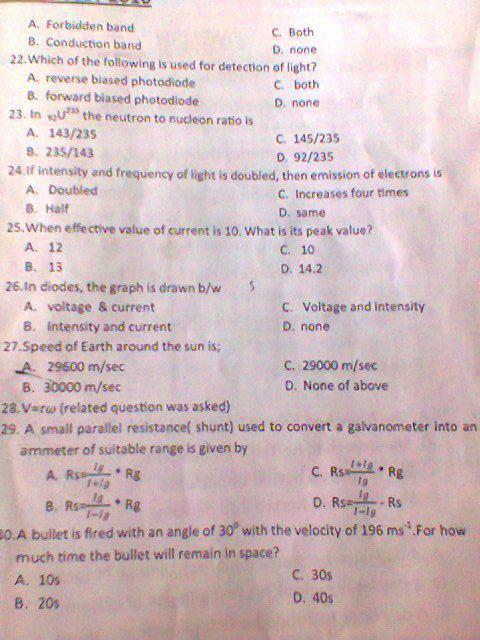 A. Forbidden band
C. Both
B. Conduction band
D. none
22.Which of the following is used for detection of light?
A. reverse biased photodiode
C. both
B. forward biased photodiode
D. none
23. In ₉₂U²³⁵ the neutron to nucleon ratio is
A. 143/235
C. 145/235
B. 235/143
D. 92/235
24.If intensity and frequency of light is doubled, then emission of electrons is
A. Doubled
C. Increases four times
B. Half
D. same
25.When effective value of current is 10, What is its peak value?
A. 12
C. 10
B. 13
D. 14.2
26.In diodes, the graph is drawn b/w
A. voltage & current
C. Voltage and intensity
B. Intensity and current
D. none
27.Speed of Earth around the sun is;
A. 29600 m/sec
C. 29000 m/sec
B. 30000 m/sec
D. None of above
28.V=rω (related question was asked)
29. A small parallel resistance( shunt) used to convert a galvanometer into an
ammeter of suitable range is given by
A. Rs=Ig/I+Ig * Rg
C. Rs=I+Ig/Ig * Rg
B. Rs=Ig/I-Ig * Rg
D. Rs=Ig/I-Ig - Rs
30.A bullet is fired with an angle of 30⁰ with the velocity of 196 ms⁻¹.For how
much time the bullet will remain in space?
A. 10s
C. 30s
B. 20s
D. 40s